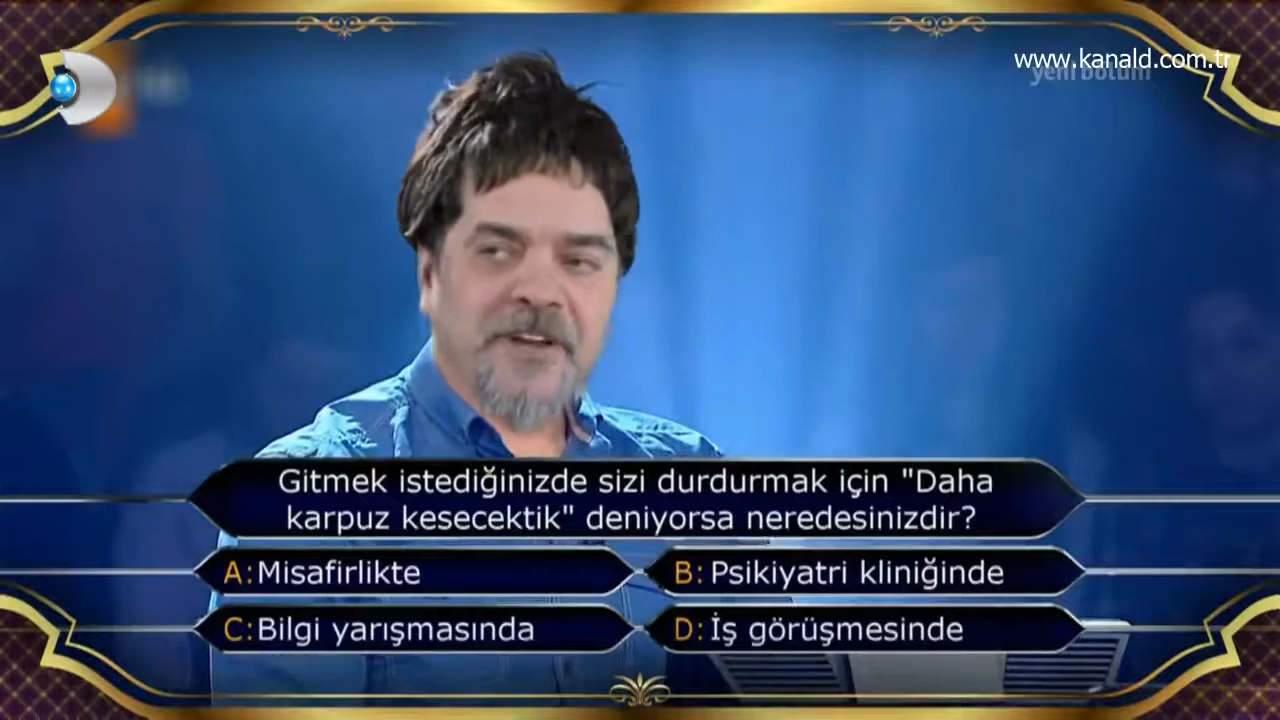 www.kanald.com.tr
yeni bölüm
Gitmek istediğinizde sizi durdurmak için "Daha
karpuz kesecektik" deniyorsa neredesinizdir?
A: Misafirlikte
B: Psikiyatri kliniğinde
C: Bilgi yarışmasında
D: İş görüşmesinde